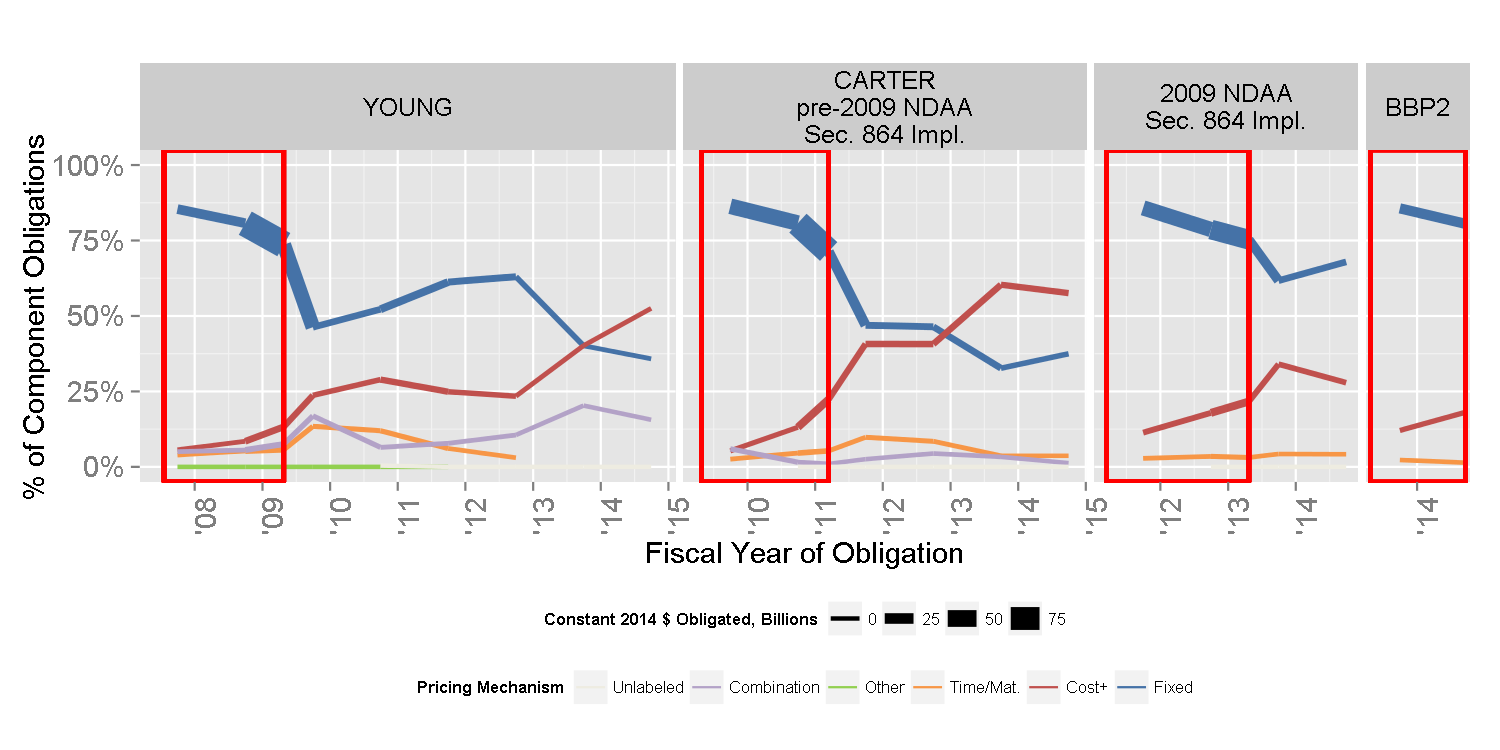 YOUNG
CARTER
pre-2009 NDAA
Sec. 864 Impl.
2009 NDAA
Sec. 864 Impl.
BBP2
% of Component Obligations
100%
75%
50%
25%
0%
'08
'09
'10
'11
'12
'13
'14
'15
'10
'11
'12
'13
'14
'15
'12
'13
'14
'14
Fiscal Year of Obligation
Constant 2014 $ Obligated, Billions 0 25 50 75
Pricing Mechanism Unlabeled Combination Other Time/Mat. Cost+ Fixed